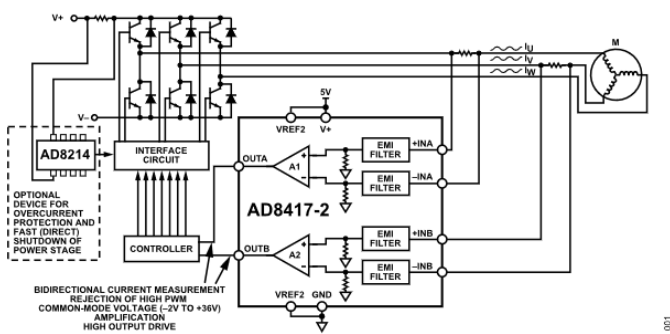 V+
V–
IU
IV
IW
M
5V
VREF2
V+
AD8214
INTERFACE
CIRCUIT
OPTIONAL
DEVICE FOR
OVERCURRENT
PROTECTION AND
FAST (DIRECT)
SHUTDOWN OF
POWER STAGE
CONTROLLER
OUTA
A1
+
–
EMI
FILTER
+INA
EMI
FILTER
–INA
AD8417-2
OUTB
A2
+
–
EMI
FILTER
+INB
EMI
FILTER
–INB
VREF2
GND
BIDIRECTIONAL CURRENT MEASUREMENT
REJECTION OF HIGH PWM
COMMON-MODE VOLTAGE (–2V TO +36V)
AMPLIFICATION
HIGH OUTPUT DRIVE
001